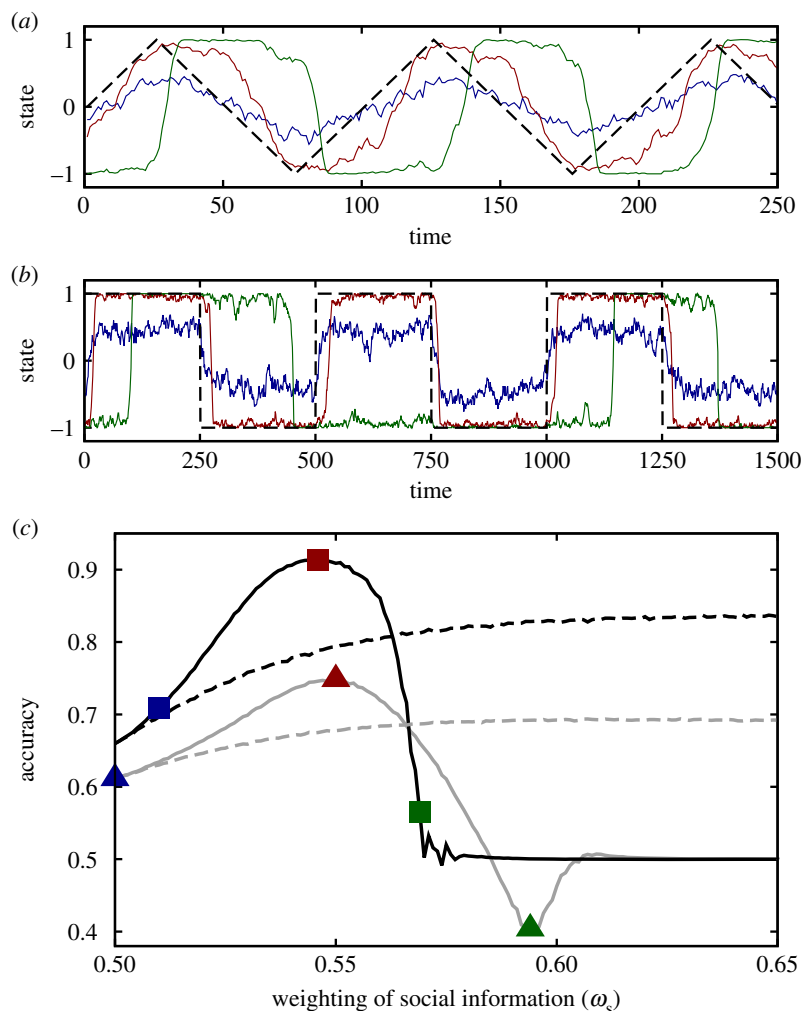 (a)
1
0
−1
state
0 50 100 150 200 250
time
(b)
1
0
−1
state
0 250 500 750 1000 1250 1500
time
(c)
0.9
0.8
0.7
0.6
0.5
0.4
accuracy
0.50 0.55 0.60 0.65
weighting of social information (ωs)